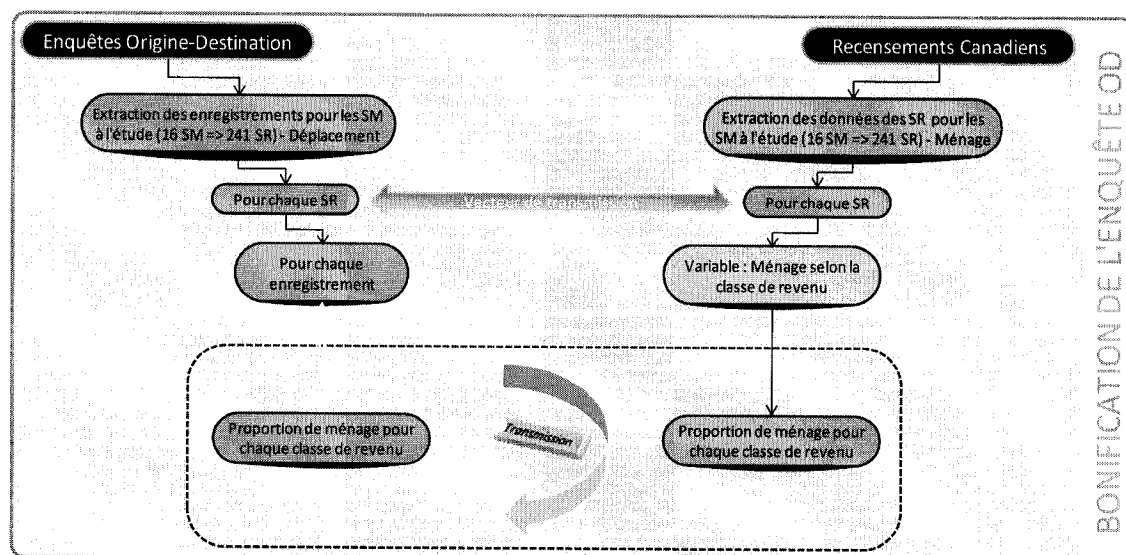 Enquêtes Origine-Destination
Recensements Canadiens
Extraction des enregistrements pour les SM
à l'étude (16 SM => 241 SR) - Déplacement
Extraction des données des SR pour les
SM à l'étude (16 SM => 241 SR) - Ménage
Pour chaque SR
Vecteur de transmission
Pour chaque SR
Pour chaque
enregistrement
Variable : Ménage selon la
classe de revenu
Proportion de ménage pour
chaque classe de revenu
Transmission
Proportion de ménage pour
chaque classe de revenu
BONIFICATION DE L'ENQUÊTE OD